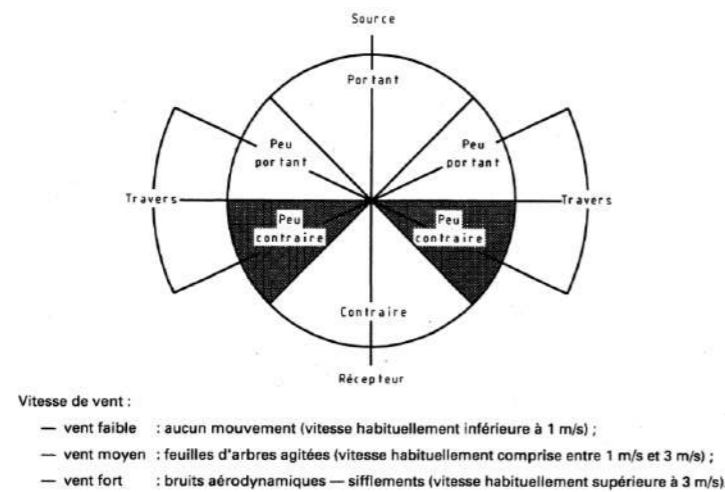 Source
Portant
Peu portant
Peu portant
Travers
Travers
Peu contraire
Peu contraire
Contraire
Récepteur
Vitesse de vent :
— vent faible : aucun mouvement (vitesse habituellement inférieure à 1 m/s) ;
— vent moyen : feuilles d'arbres agitées (vitesse habituellement comprise entre 1 m/s et 3 m/s) ;
— vent fort : bruits aérodynamiques — sifflements (vitesse habituellement supérieure à 3 m/s)